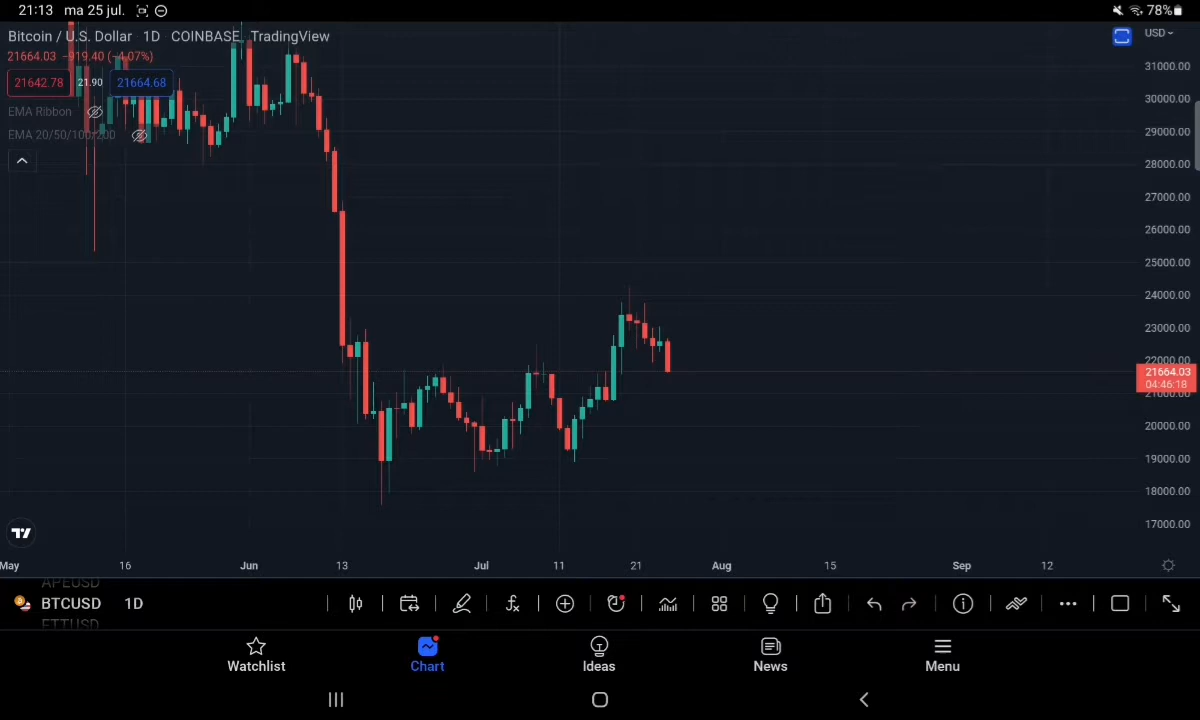 21:13 ma 25 jul. 78%
Bitcoin / U.S. Dollar 1D COINBASE TradingView
USD
21664.03 −919.40 (−4.07%)
21642.78 21.90 21664.68
EMA Ribbon
EMA 20/50/100/200
31000.00
30000.00
29000.00
28000.00
27000.00
26000.00
25000.00
24000.00
23000.00
22000.00
21664.03
04:46:18
21000.00
20000.00
19000.00
18000.00
17000.00
May 16 Jun 13 Jul 11 21 Aug 15 Sep 12
APEUSD
BTCUSD 1D
ETTUSD
Watchlist Chart Ideas News Menu